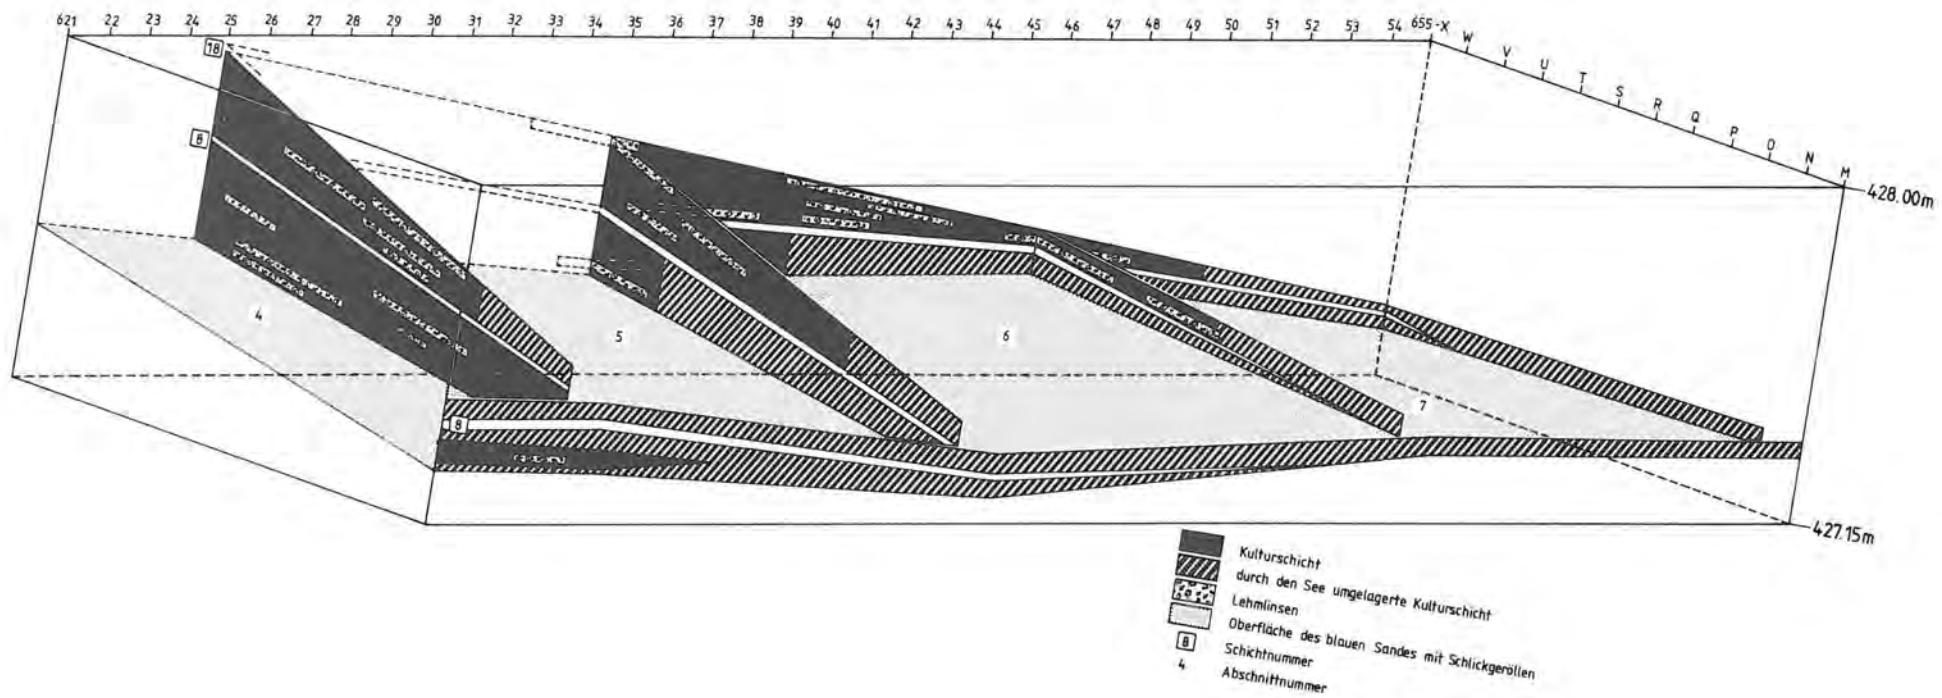 621 22 23 24 25 26 27 28 29 30 31 32 33 34 35 36 37 38 39 40 41 42 43 44 45 46 47 48 49 50 51 52 53 54 655-X W V U T S R Q P O N M
18
8
428.00m
4
5
6
7
8
427.15m
Kulturschicht
durch den See umgelagerte Kulturschicht
Lehmlinsen
Oberfläche des blauen Sandes mit Schlickgeröllen
8 Schichtnummer
4 Abschnittnummer